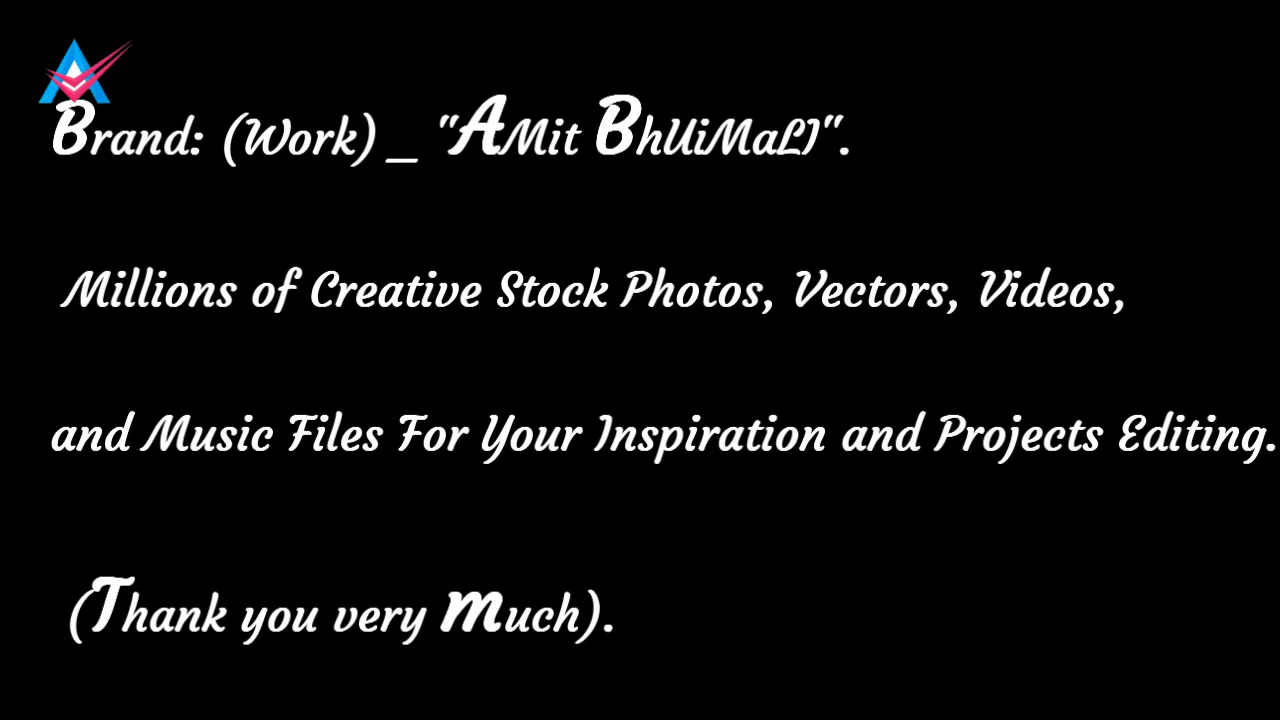 Brand: (Work) _ "AMit BhUiMaLI".
Millions of Creative Stock Photos, Vectors, Videos,
and Music Files For Your Inspiration and Projects Editing.
(Thank you very much).